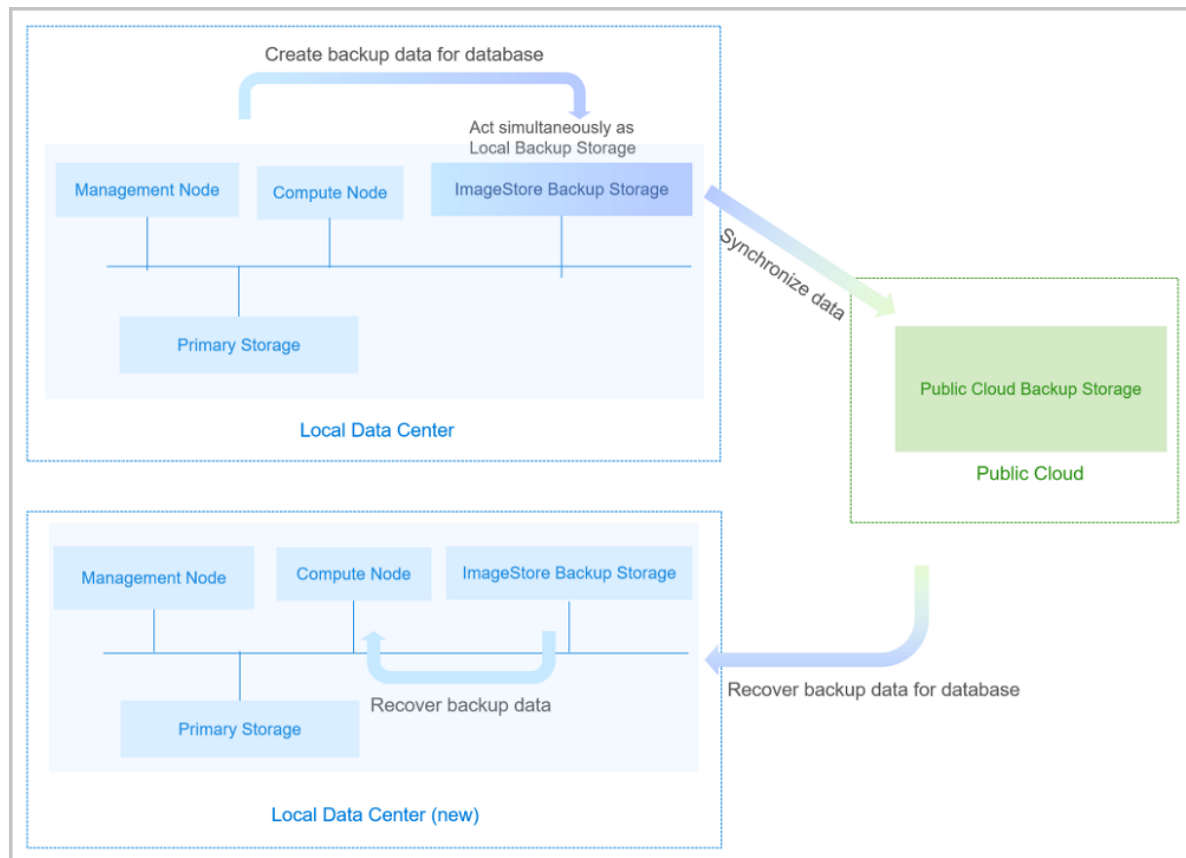 Create backup data for database
Act simultaneously as
Local Backup Storage
Management Node
Compute Node
ImageStore Backup Storage
Primary Storage
Local Data Center
Synchronize data
Public Cloud Backup Storage
Public Cloud
Management Node
Compute Node
ImageStore Backup Storage
Recover backup data
Primary Storage
Local Data Center (new)
Recover backup data for database